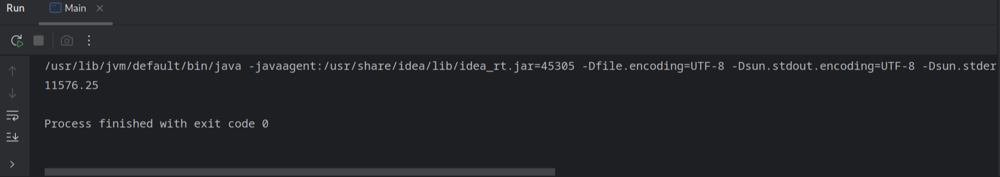 Run Main
/usr/lib/jvm/default/bin/java -javaagent:/usr/share/idea/lib/idea_rt.jar=45305 -Dfile.encoding=UTF-8 -Dsun.stdout.encoding=UTF-8 -Dsun.stder
11576.25
Process finished with exit code 0